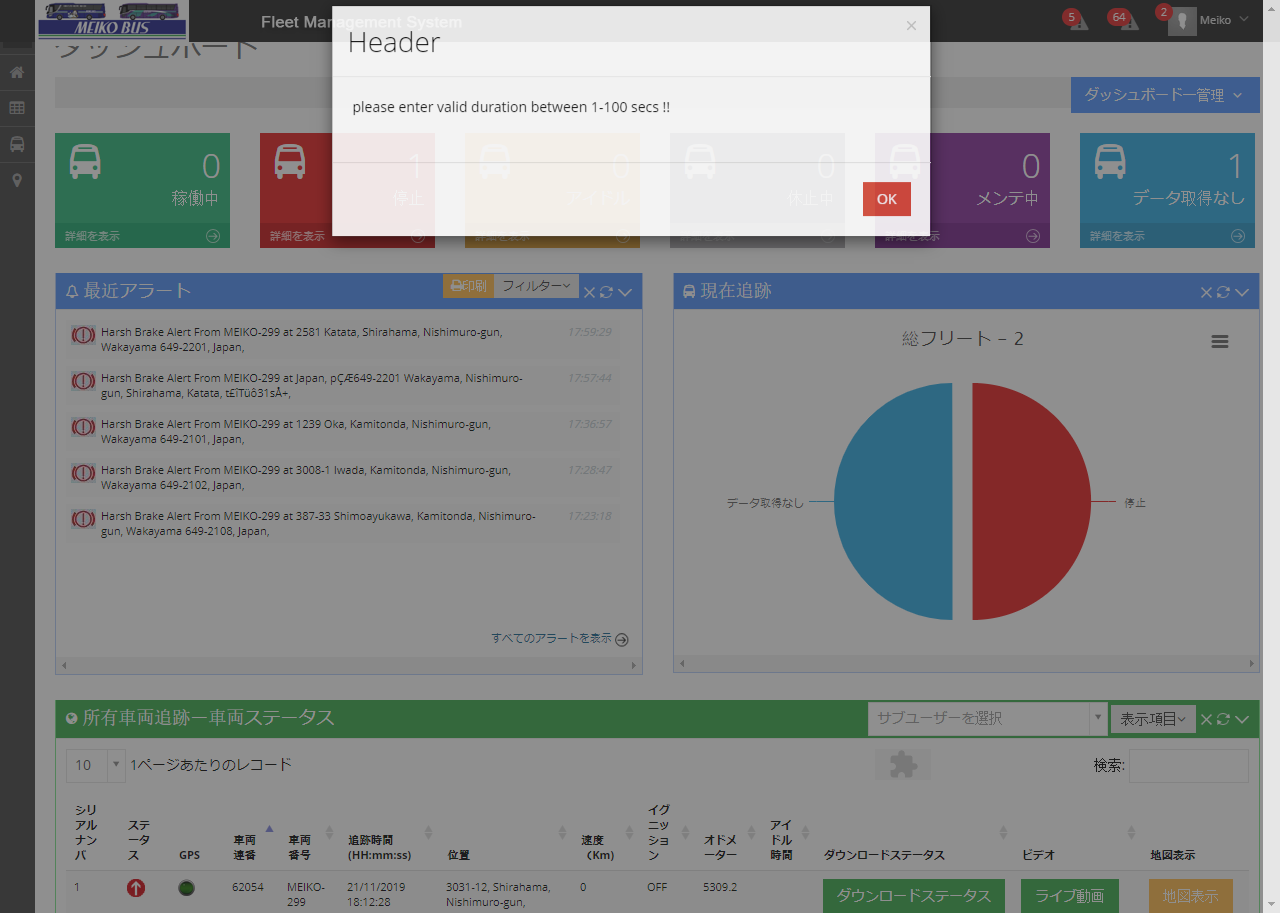 MEIKO BUS
Fleet Management System
5
64
2
Meiko
ダッシュボード
Header
please enter valid duration between 1-100 secs !!
OK
ダッシュボードー管理
0
稼働中
詳細を表示
1
停止
詳細を表示
0
詳細を表示
0
休止中
詳細を表示
0
メンテ中
詳細を表示
1
データ取得なし
詳細を表示
最近アラート
印刷
フィルター
Harsh Brake Alert From MEIKO-299 at 2581 Katata, Shirahama, Nishimuro-gun,
Wakayama 649-2201, Japan,
17:59:29
Harsh Brake Alert From MEIKO-299 at Japan, pÇÆ649-2201 Wakayama, Nishimuro-
gun, Shirahama, Katata, t£îTüô31sÅ+,
17:57:44
Harsh Brake Alert From MEIKO-299 at 1239 Oka, Kamitonda, Nishimuro-gun,
Wakayama 649-2101, Japan,
17:36:57
Harsh Brake Alert From MEIKO-299 at 3008-1 Iwada, Kamitonda, Nishimuro-gun,
Wakayama 649-2102, Japan,
17:28:47
Harsh Brake Alert From MEIKO-299 at 387-33 Shimoayukawa, Kamitonda, Nishimuro-
gun, Wakayama 649-2108, Japan,
17:23:18
すべてのアラートを表示
現在追跡
総フリート – 2
データ取得なし
停止
所有車両追跡ー車両ステータス
サブユーザーを選択
表示項目
10
1ページあたりのレコード
検索:
シリアルナンバ
ステータス
GPS
車両連番
車両番号
追跡時間 (HH:mm:ss)
位置
速度 (Km)
イグニッション
オドメーター
アイドル時間
ダウンロードステータス
ビデオ
地図表示
1
62054
MEIKO-299
21/11/2019 18:12:28
3031-12, Shirahama, Nishimuro-gun,
0
OFF
5309.2
ダウンロードステータス
ライブ動画
地図表示